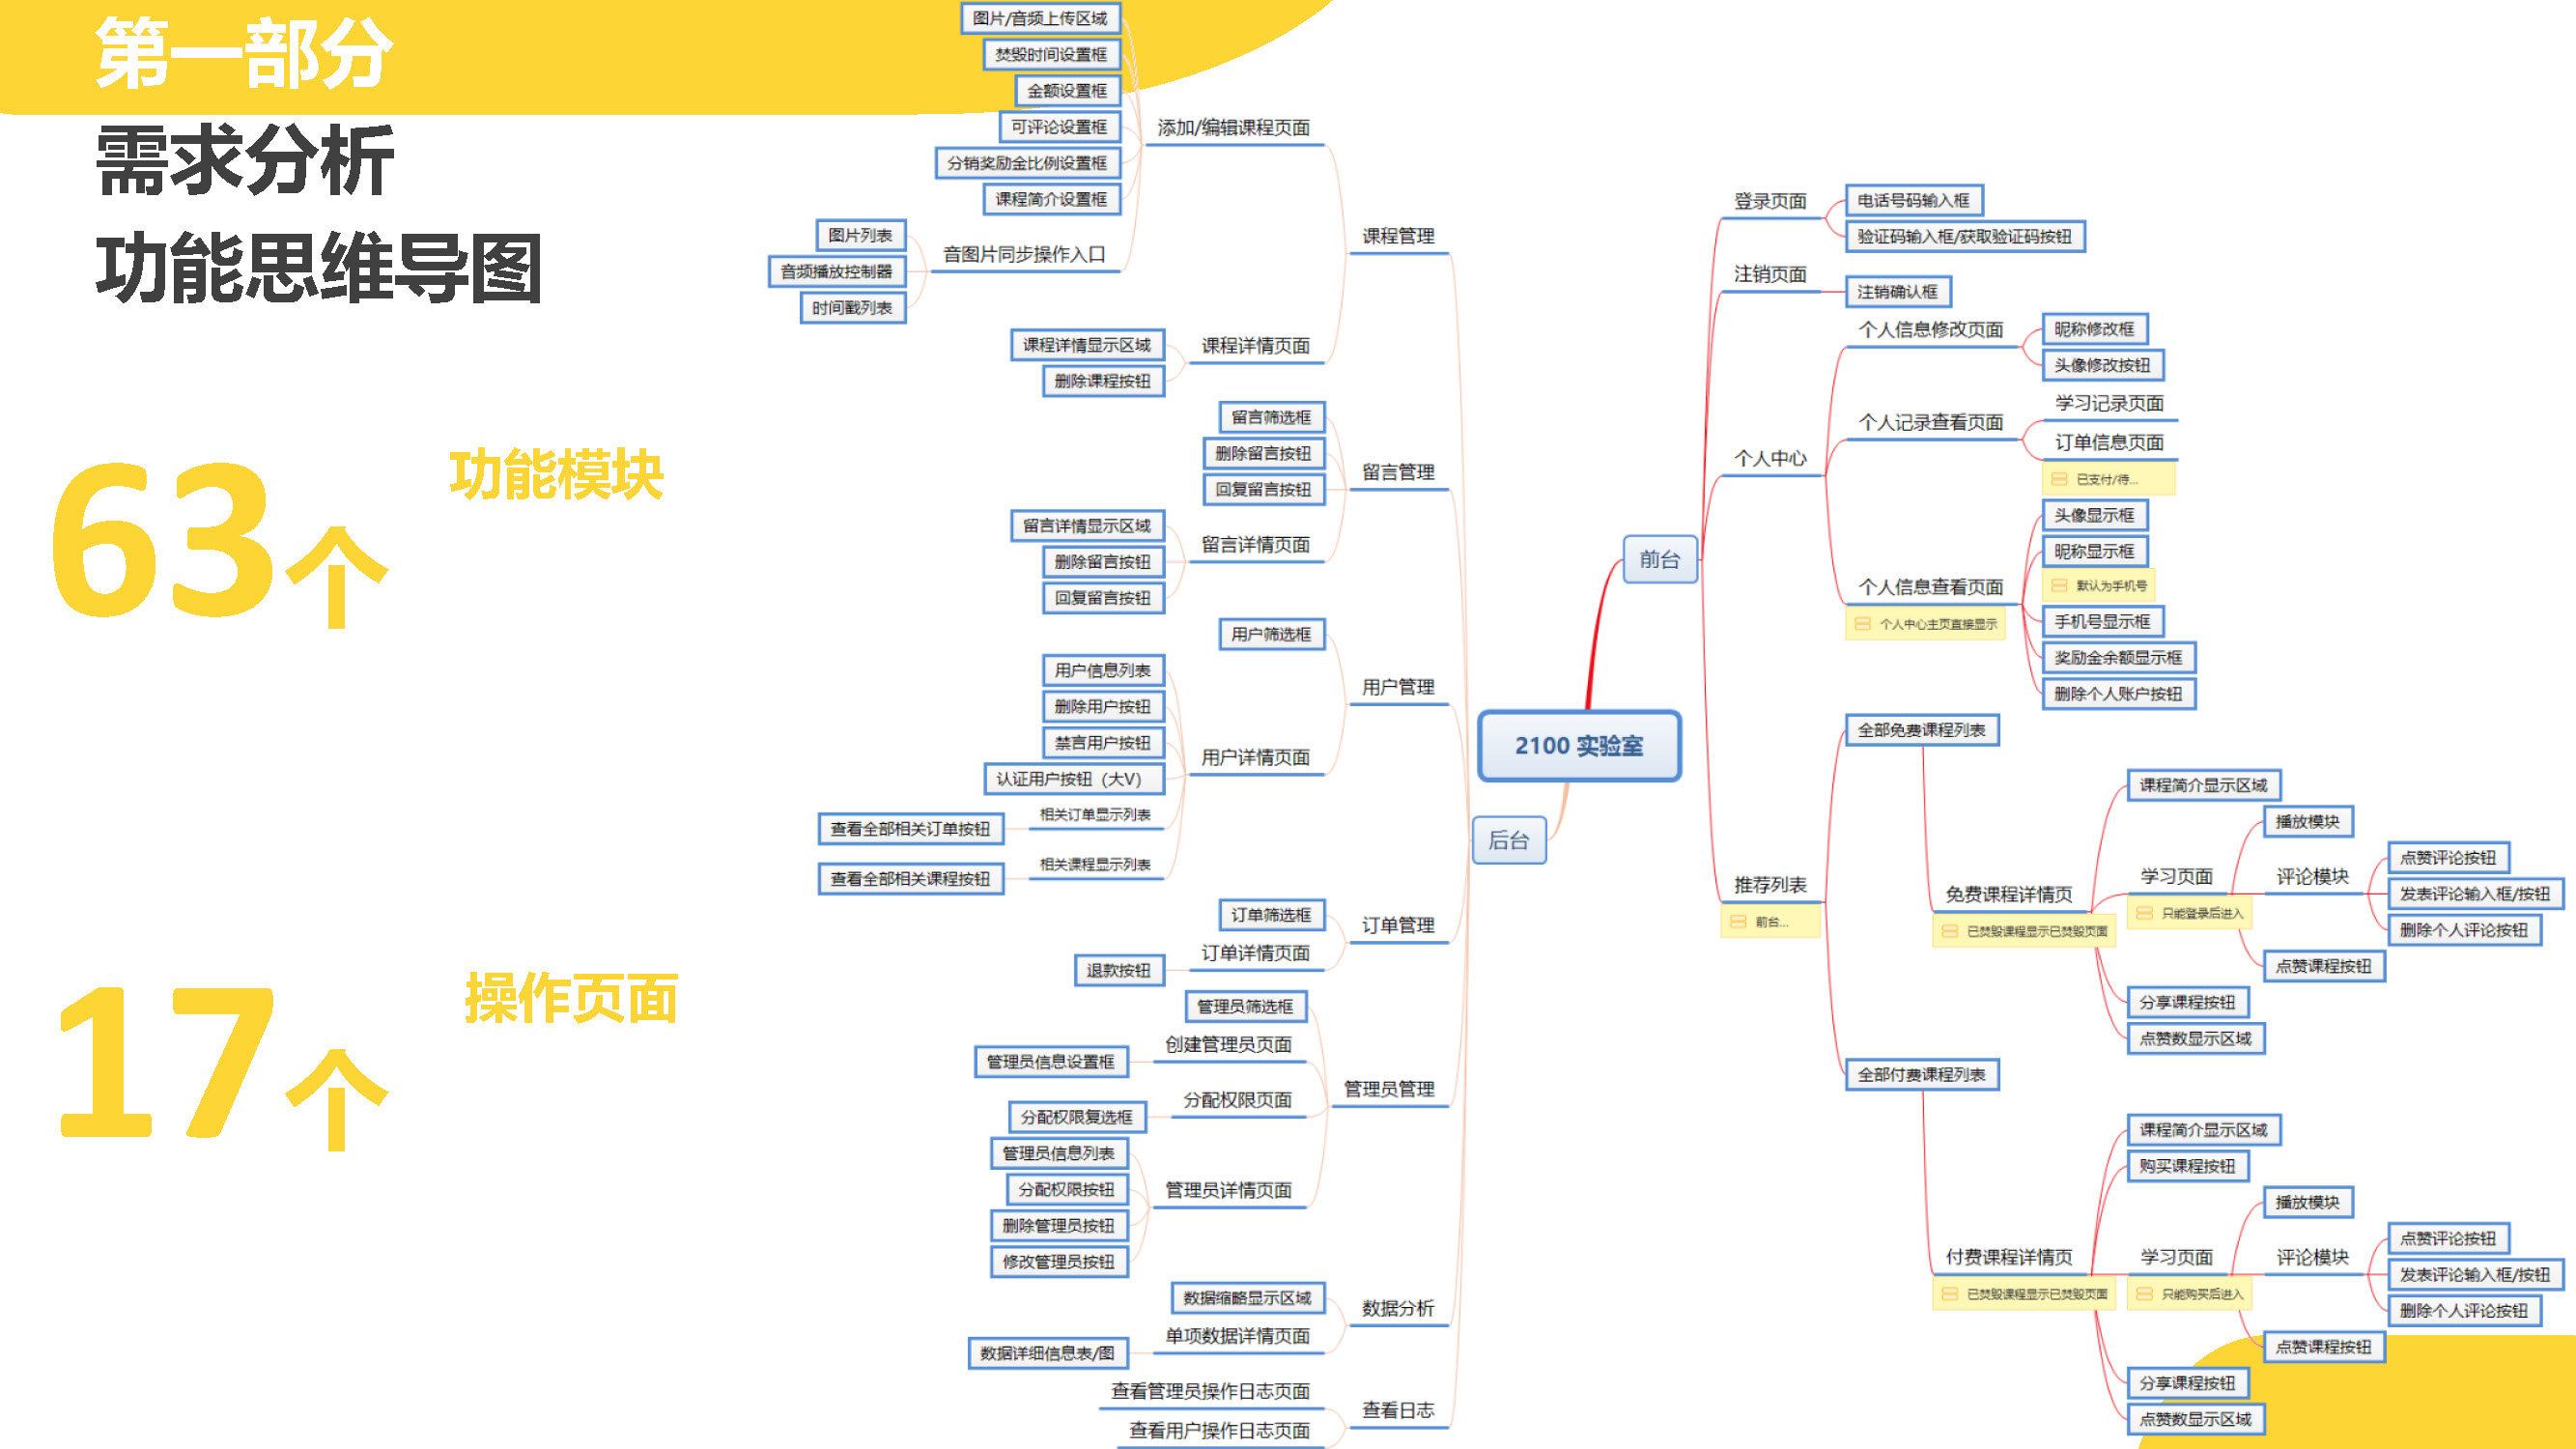 第一部分
需求分析
功能思维导图
63个
功能模块
17个
操作页面
2100 实验室
前台
登录页面
电话号码输入框
验证码输入框/获取验证码按钮
注销页面
注销确认框
个人中心
个人信息修改页面
昵称修改框
头像修改按钮
个人记录查看页面
学习记录页面
订单信息页面
已支付/待...
个人信息查看页面
个人中心主页直接显示
头像显示框
昵称显示框
默认为手机号
手机号显示框
奖励金余额显示框
删除个人账户按钮
推荐列表
前台...
全部免费课程列表
免费课程详情页
已焚毁课程显示已焚毁页面
课程简介显示区域
学习页面
只能登录后进入
播放模块
评论模块
点赞评论按钮
发表评论输入框/按钮
删除个人评论按钮
点赞课程按钮
分享课程按钮
点赞数显示区域
全部付费课程列表
付费课程详情页
已焚毁课程显示已焚毁页面
课程简介显示区域
购买课程按钮
学习页面
只能购买后进入
播放模块
评论模块
点赞评论按钮
发表评论输入框/按钮
删除个人评论按钮
点赞课程按钮
分享课程按钮
点赞数显示区域
后台
课程管理
添加/编辑课程页面
图片/音频上传区域
焚毁时间设置框
金额设置框
可评论设置框
分销奖励金比例设置框
课程简介设置框
音图片同步操作入口
图片列表
音频播放控制器
时间戳列表
课程详情页面
课程详情显示区域
删除课程按钮
留言管理
留言筛选框
删除留言按钮
回复留言按钮
留言详情页面
留言详情显示区域
删除留言按钮
回复留言按钮
用户管理
用户筛选框
用户详情页面
用户信息列表
删除用户按钮
禁言用户按钮
认证用户按钮（大V）
相关订单显示列表
查看全部相关订单按钮
相关课程显示列表
查看全部相关课程按钮
订单管理
订单筛选框
订单详情页面
退款按钮
管理员管理
管理员筛选框
创建管理员页面
管理员信息设置框
分配权限页面
分配权限复选框
管理员详情页面
管理员信息列表
分配权限按钮
删除管理员按钮
修改管理员按钮
数据分析
数据缩略显示区域
单项数据详情页面
数据详细信息表/图
查看日志
查看管理员操作日志页面
查看用户操作日志页面